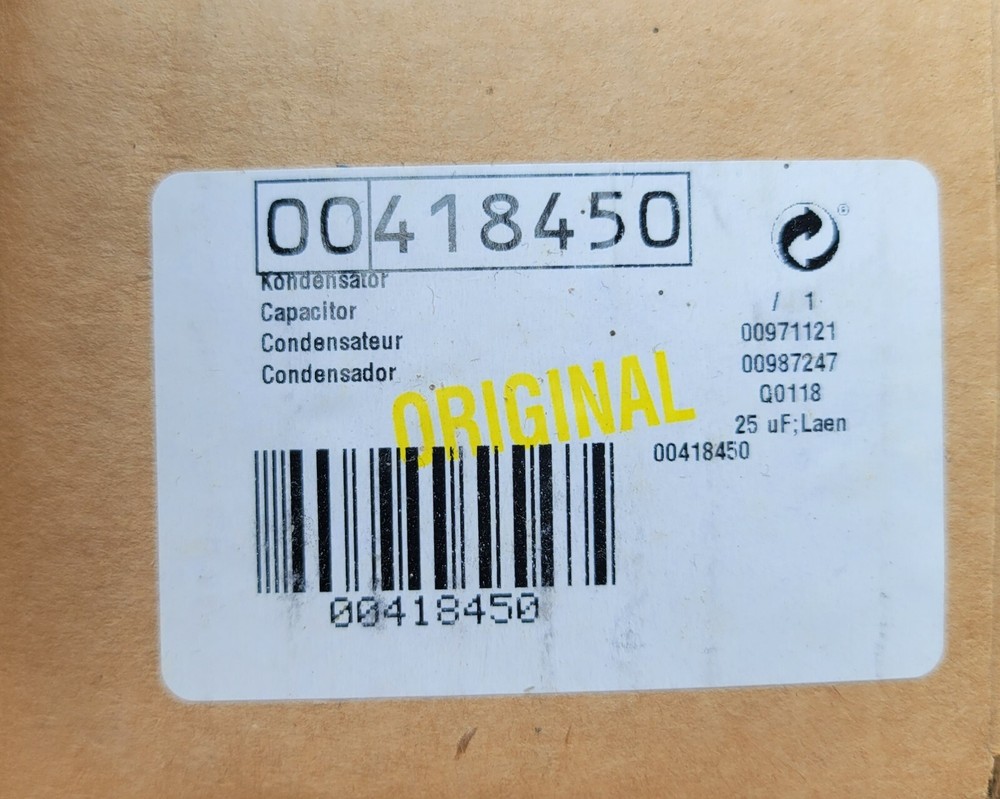 00418450
Kondensator
Capacitor
Condensateur
Condensador
ORIGINAL
/ 1
00971121
00987247
Q0118
25 uF;Laen
00418450
00418450